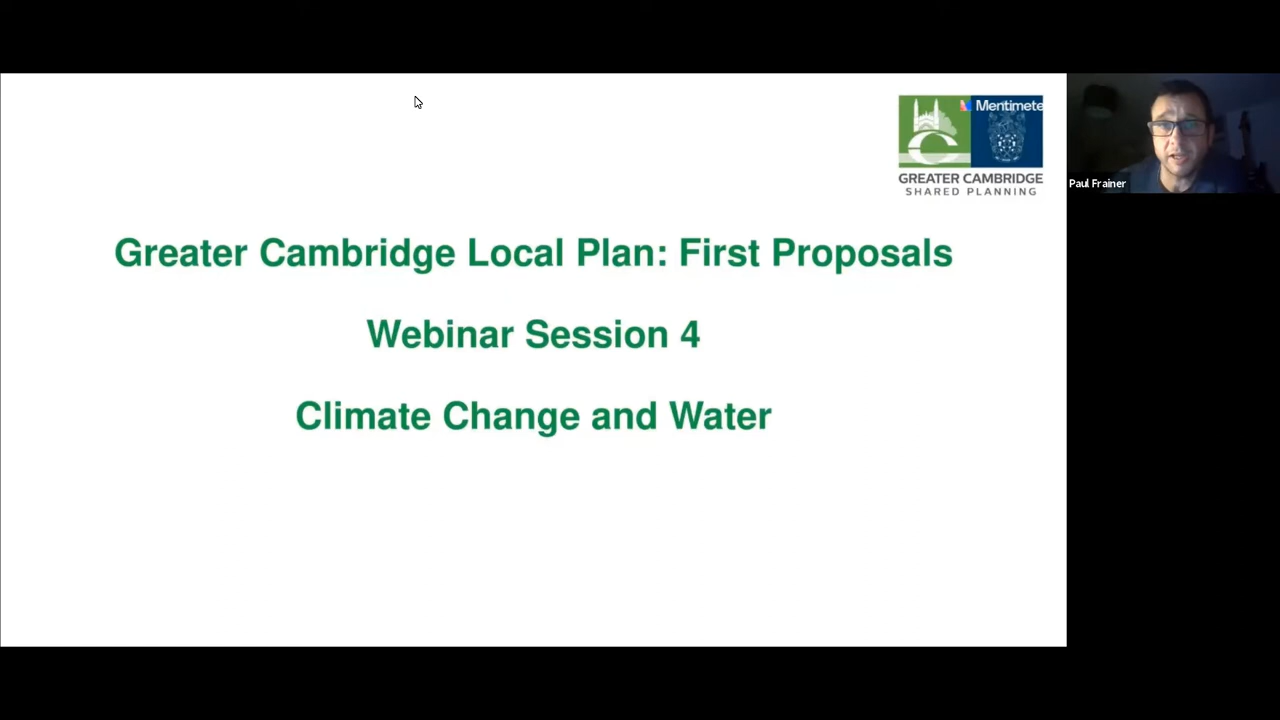 Mentimete
GREATER CAMBRIDGE
SHARED PLANNING
Paul Frainer
Greater Cambridge Local Plan: First Proposals
Webinar Session 4
Climate Change and Water